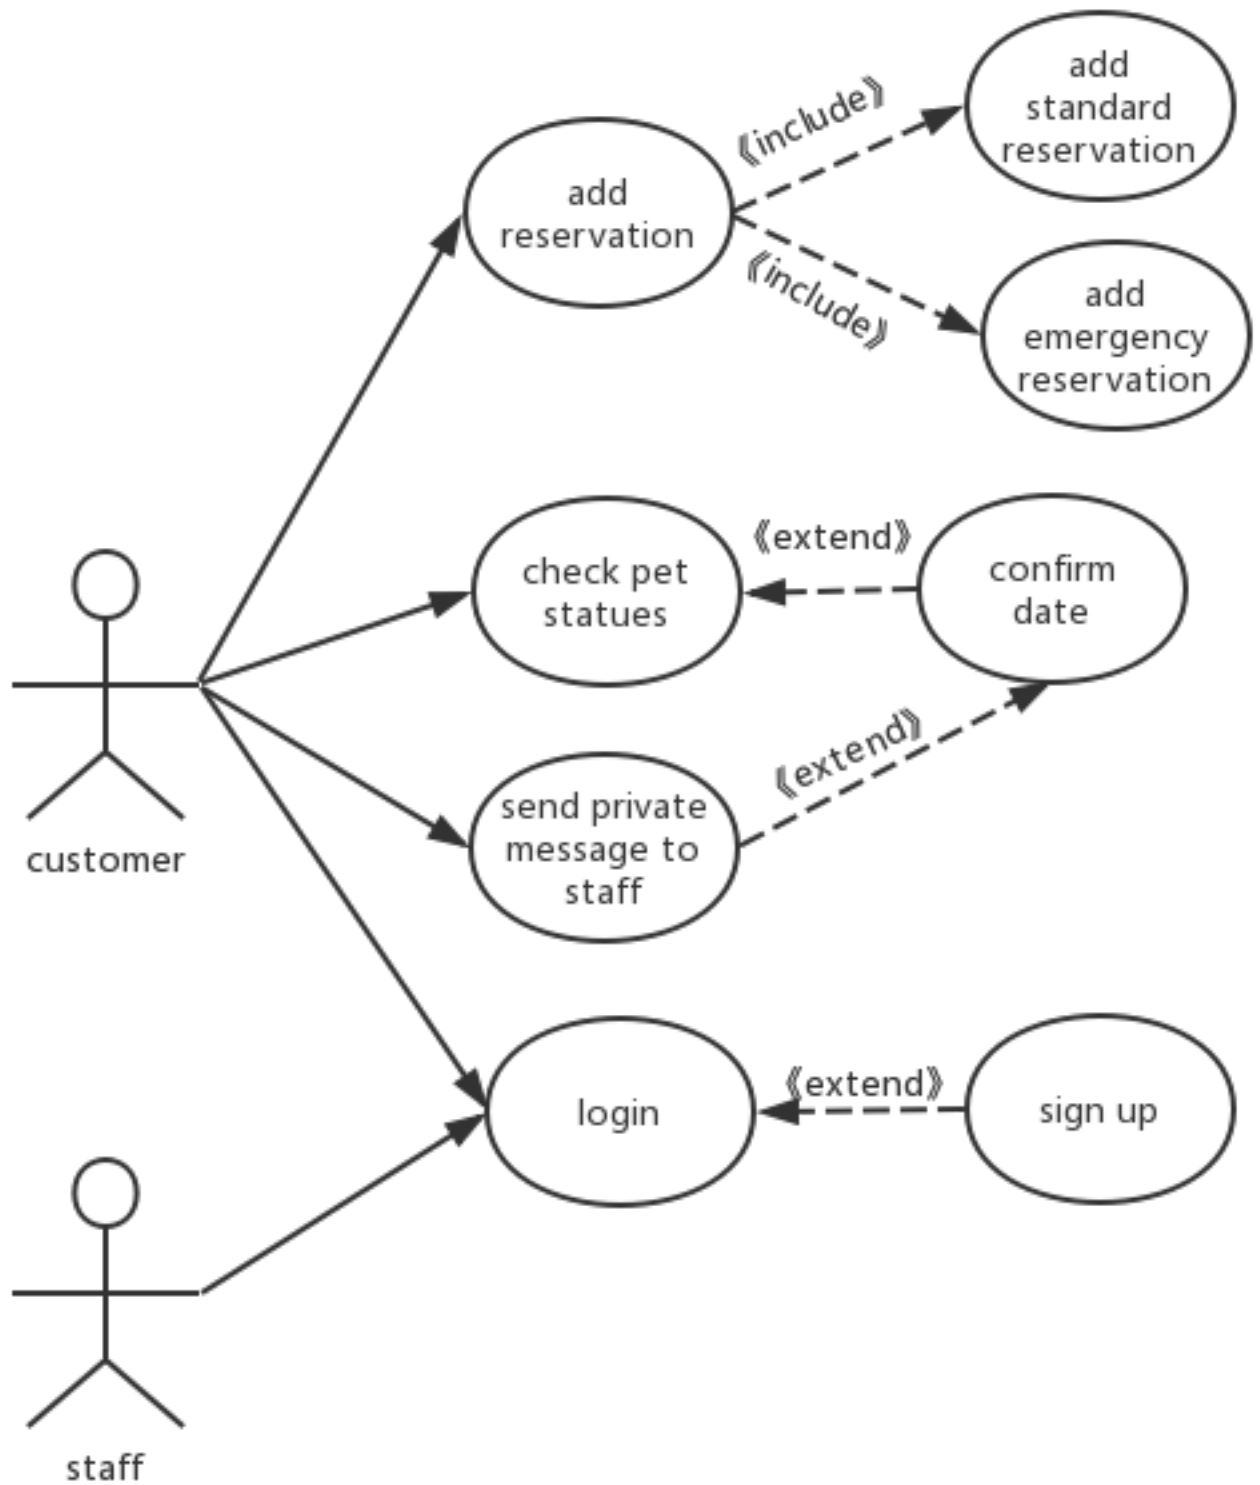 add
standard
reservation
《include》
add
reservation
《include》
add
emergency
reservation
check pet
statues
《extend》
confirm
date
customer
send private
message to
staff
《extend》
login
《extend》
sign up
staff